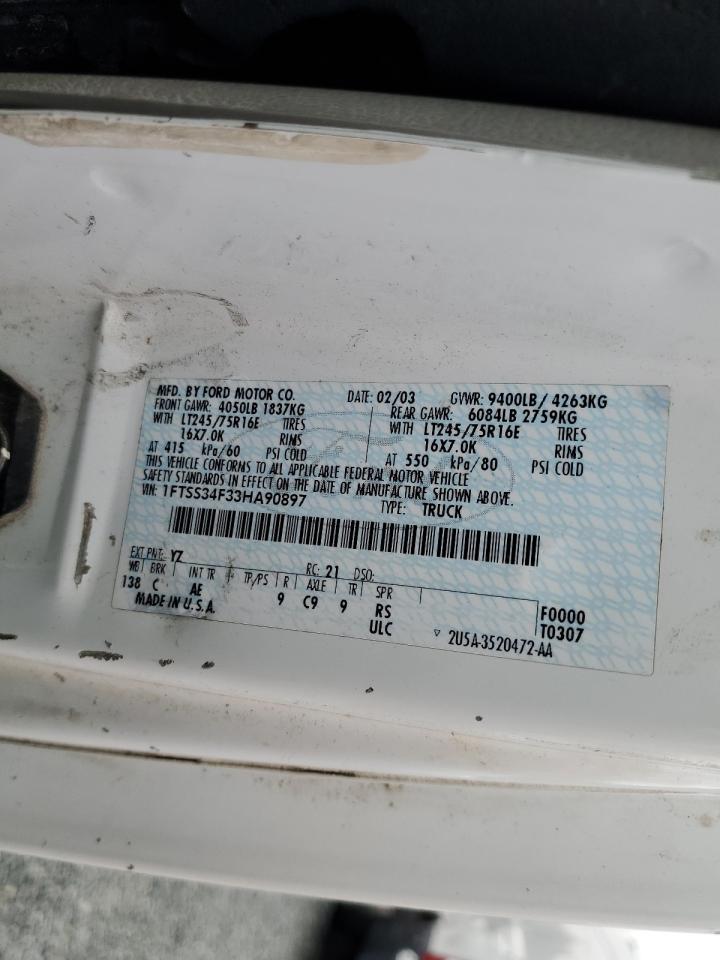 MFD. BY FORD MOTOR CO. DATE: 02/03 GVWR: 9400LB/ 4263KG
FRONT GAWR: 4050LB 1837KG REAR GAWR: 6084LB 2759KG
WITH LT245/75R16E TIRES WITH LT245/75R16E TIRES
16X7.0K RIMS 16X7.0K RIMS
AT 415 kPa/60 PSI COLD AT 550 kPa/80 PSI COLD
THIS VEHICLE CONFORMS TO ALL APPLICABLE FEDERAL MOTOR VEHICLE
SAFETY STANDARDS IN EFFECT ON THE DATE OF MANUFACTURE SHOWN ABOVE.
VIN: 1FTSS34F33HA90897 TYPE: TRUCK
EXT PNT: YZ RC: 21 DSO:
WB BRK INT TR TP/PS R AXLE TR SPR
138 C AE 9 C9 9 RS F0000
MADE IN U.S.A. ULC T0307
▽ 2U5A-3520472-AA